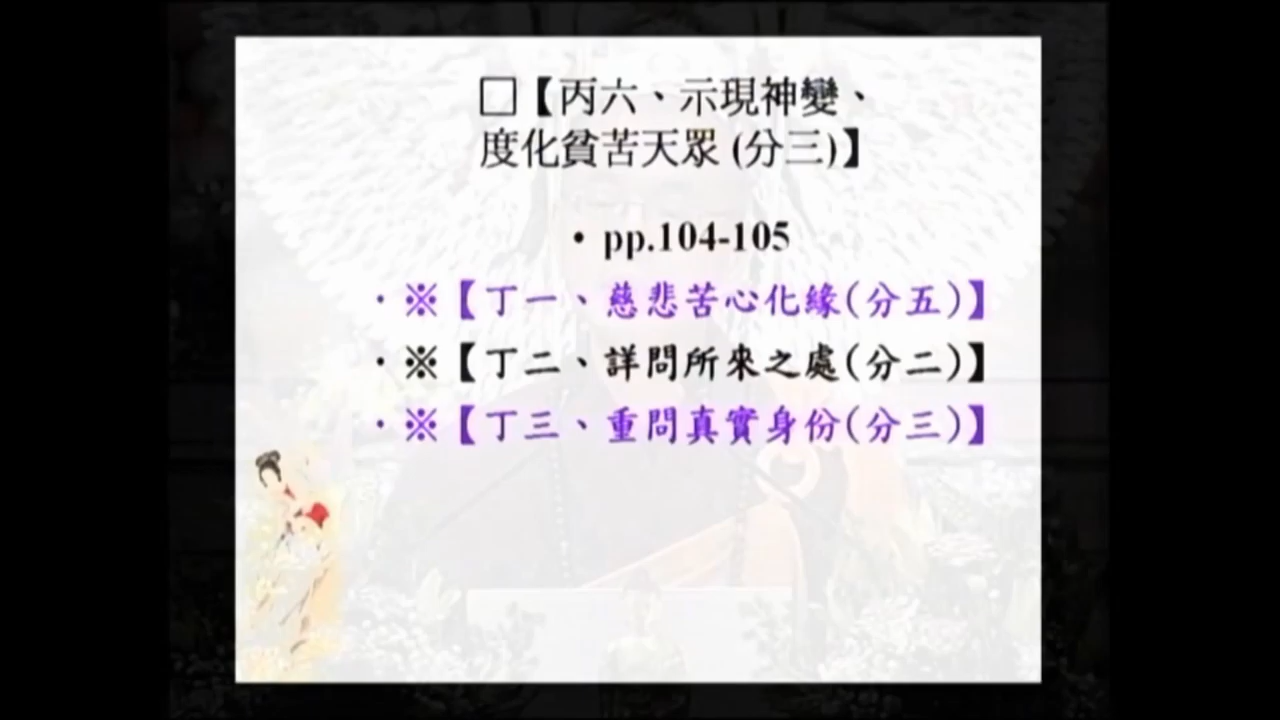 □【丙六、示現神變、
度化貧苦天眾 (分三)】
• pp.104-105
· ※【丁一、慈悲苦心化緣(分五)】
· ※【丁二、詳問所來之處(分二)】
· ※【丁三、重問真實身份(分三)】